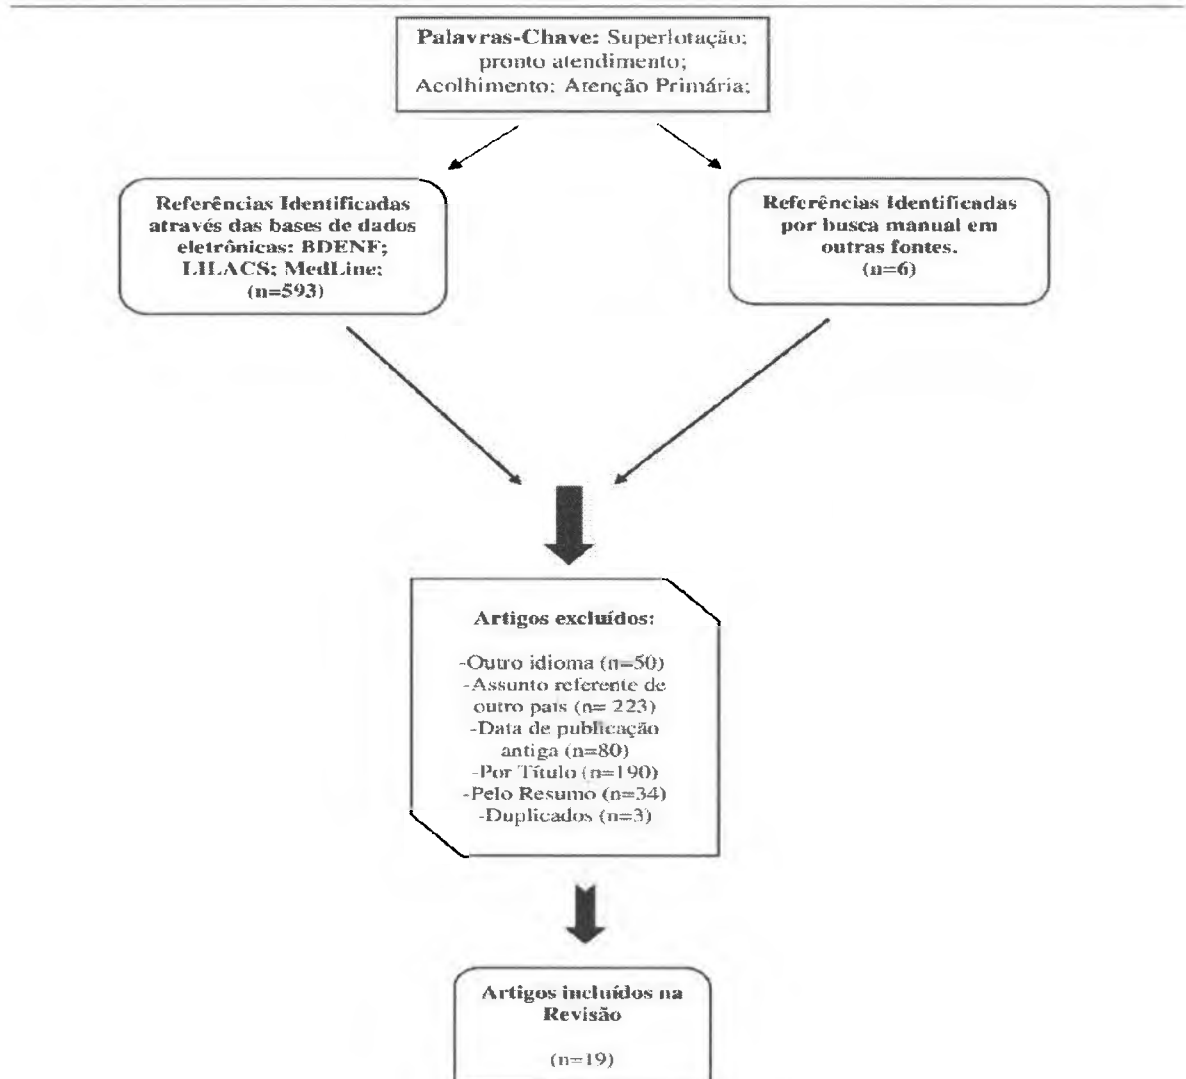 Palavras-Chave: Superlotação;
pronto atendimento;
Acolhimento; Atenção Primária;
Referências Identificadas
através das bases de dados
eletrônicas: BDENF;
LILACS; MedLine;
(n=593)
Referências Identificadas
por busca manual em
outras fontes.
(n=6)
Artigos excluídos:
-Outro idioma (n=50)
-Assunto referente de
outro país (n= 223)
-Data de publicação
antiga (n=80)
-Por Título (n=190)
-Pelo Resumo (n=34)
-Duplicados (n=3)
Artigos incluídos na
Revisão
(n=19)